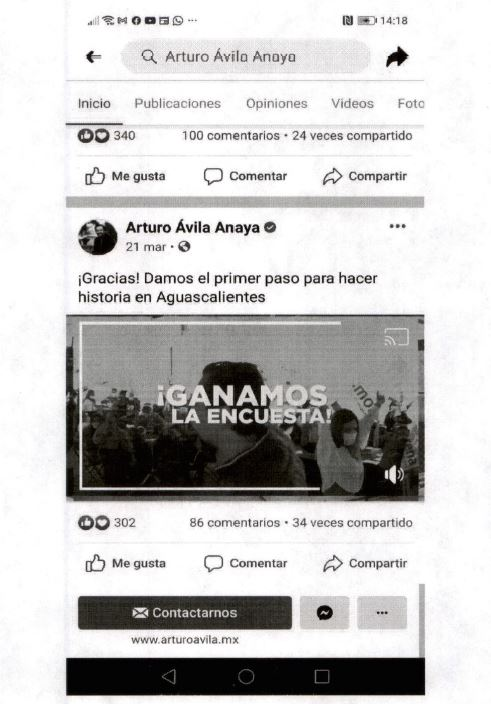 14:18
Arturo Ávila Anaya
Inicio Publicaciones Opiniones Videos Foto
340 100 comentarios • 24 veces compartido
Me gusta Comentar Compartir
Arturo Ávila Anaya
21 mar •
¡Gracias! Damos el primer paso para hacer
historia en Aguascalientes
¡GANAMOS
LA ENCUESTA!
302 86 comentarios • 34 veces compartido
Me gusta Comentar Compartir
Contactarnos
www.arturoavila.mx